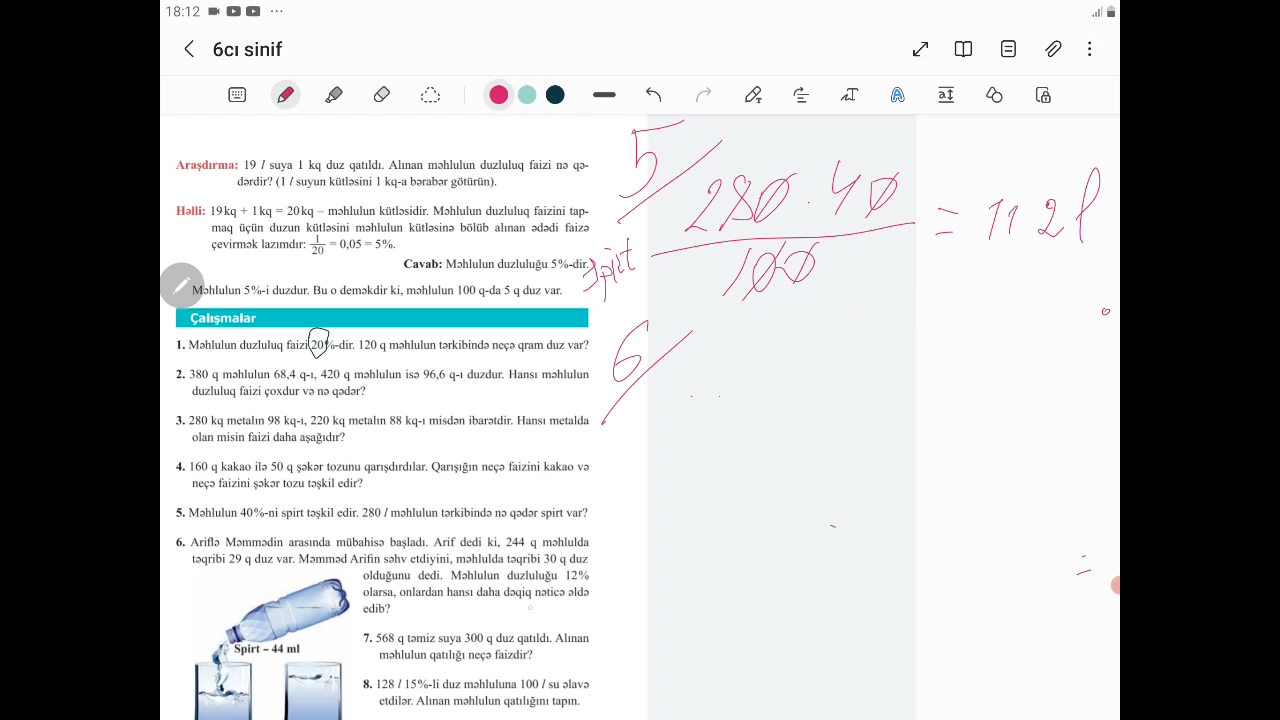 18:12
6cı sinif
Araşdırma: 19 l suya 1 kq duz qatıldı. Alınan məhlulun duzluluq faizi nə qə-
dərdir? (1 l suyun kütləsini 1 kq-a bərabər götürün).
Həlli: 19 kq + 1 kq = 20 kq – məhlulun kütləsidir. Məhlulun duzluluq faizini tap-
maq üçün duzun kütləsini məhlulun kütləsinə bölüb alınan ədədi faizə
çevirmək lazımdır: 1/20 = 0,05 = 5%.
Cavab: Məhlulun duzluluğu 5%-dir.
Məhlulun 5%-i duzdur. Bu o deməkdir ki, məhlulun 100 q-da 5 q duz var.
Çalışmalar
1. Məhlulun duzluluq faizi 20%-dir. 120 q məhlulun tərkibində neçə qram duz var?
2. 380 q məhlulun 68,4 q-ı, 420 q məhlulun isə 96,6 q-ı duzdur. Hansı məhlulun
duzluluq faizi çoxdur və nə qədər?
3. 280 kq metalın 98 kq-ı, 220 kq metalın 88 kq-ı misdən ibarətdir. Hansı metalda
olan misin faizi daha aşağıdır?
4. 160 q kakao ilə 50 q şəkər tozunu qarışdırdılar. Qarışığın neçə faizini kakao və
neçə faizini şəkər tozu təşkil edir?
5. Məhlulun 40%-ni spirt təşkil edir. 280 l məhlulun tərkibində nə qədər spirt var?
6. Ariflə Məmmədin arasında mübahisə başladı. Arif dedi ki, 244 q məhlulda
təqribi 29 q duz var. Məmməd Arifin səhv etdiyini, məhlulda təqribi 30 q duz
olduğunu dedi. Məhlulun duzluluğu 12%
olarsa, onlardan hansı daha dəqiq nəticə əldə
edib?
Spirt – 44 ml
7. 568 q təmiz suya 300 q duz qatıldı. Alınan
məhlulun qatılığı neçə faizdir?
8. 128 l 15%-li duz məhluluna 100 l su əlavə
etdilər. Alınan məhlulun qatılığını tapın.
5/
280 · 40
= 112 l
spirt
100
6/